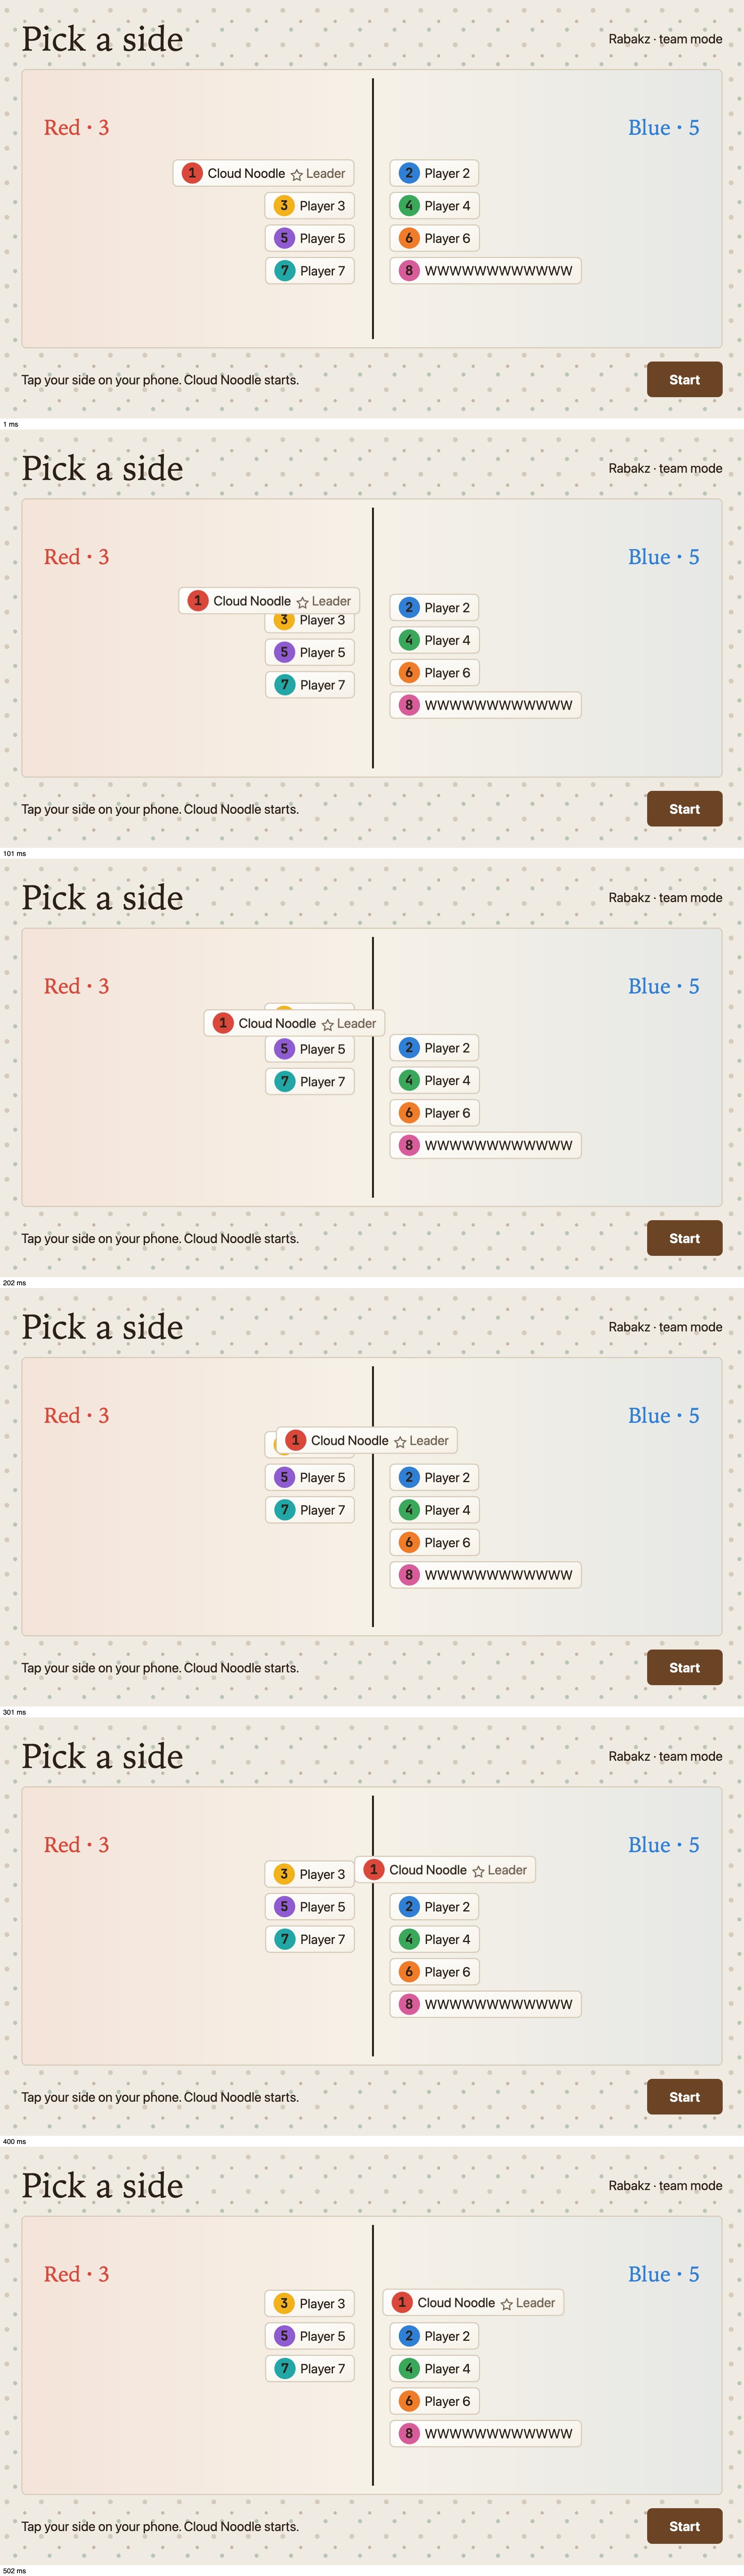 Pick a side
Rabakz · team mode
Red · 3
Blue · 5
1 Cloud Noodle ☆ Leader
2 Player 2
3 Player 3
4 Player 4
5 Player 5
6 Player 6
7 Player 7
8 WWWWWWWWWWWW
Tap your side on your phone. Cloud Noodle starts.
Start
1 ms
Pick a side
Rabakz · team mode
Red · 3
Blue · 5
1 Cloud Noodle ☆ Leader
2 Player 2
3 Player 3
4 Player 4
5 Player 5
6 Player 6
7 Player 7
8 WWWWWWWWWWWW
Tap your side on your phone. Cloud Noodle starts.
Start
101 ms
Pick a side
Rabakz · team mode
Red · 3
Blue · 5
1 Cloud Noodle ☆ Leader
5 Player 5
2 Player 2
7 Player 7
4 Player 4
6 Player 6
8 WWWWWWWWWWWW
Tap your side on your phone. Cloud Noodle starts.
Start
202 ms
Pick a side
Rabakz · team mode
Red · 3
Blue · 5
1 Cloud Noodle ☆ Leader
5 Player 5
2 Player 2
7 Player 7
4 Player 4
6 Player 6
8 WWWWWWWWWWWW
Tap your side on your phone. Cloud Noodle starts.
Start
301 ms
Pick a side
Rabakz · team mode
Red · 3
Blue · 5
3 Player 3
1 Cloud Noodle ☆ Leader
5 Player 5
2 Player 2
7 Player 7
4 Player 4
6 Player 6
8 WWWWWWWWWWWW
Tap your side on your phone. Cloud Noodle starts.
Start
400 ms
Pick a side
Rabakz · team mode
Red · 3
Blue · 5
3 Player 3
1 Cloud Noodle ☆ Leader
5 Player 5
2 Player 2
7 Player 7
4 Player 4
6 Player 6
8 WWWWWWWWWWWW
Tap your side on your phone. Cloud Noodle starts.
Start
502 ms